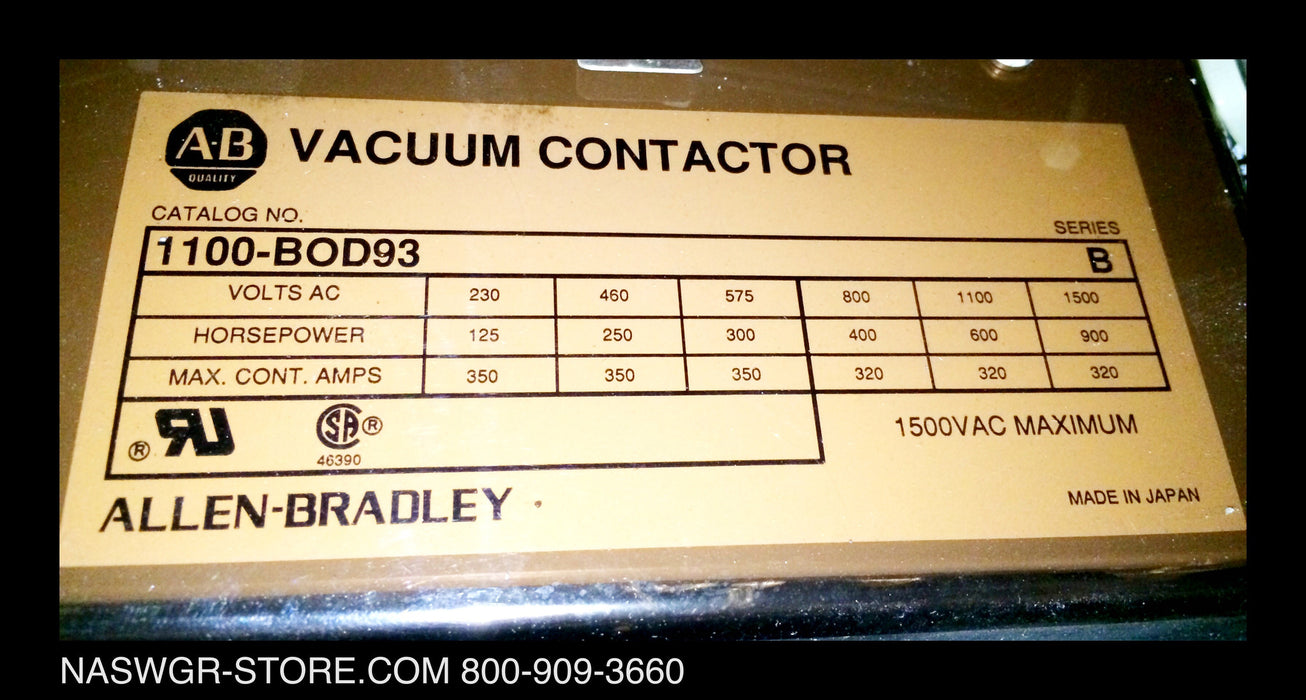 A-B
QUALITY
VACUUM CONTACTOR
CATALOG NO.
SERIES
1100-BOD93 B
VOLTS AC 230 460 575 800 1100 1500
HORSEPOWER 125 250 300 400 600 900
MAX. CONT. AMPS 350 350 350 320 320 320
® RU SA ®
46390
1500VAC MAXIMUM
ALLEN-BRADLEY
MADE IN JAPAN
NASWGR-STORE.COM 800-909-3660